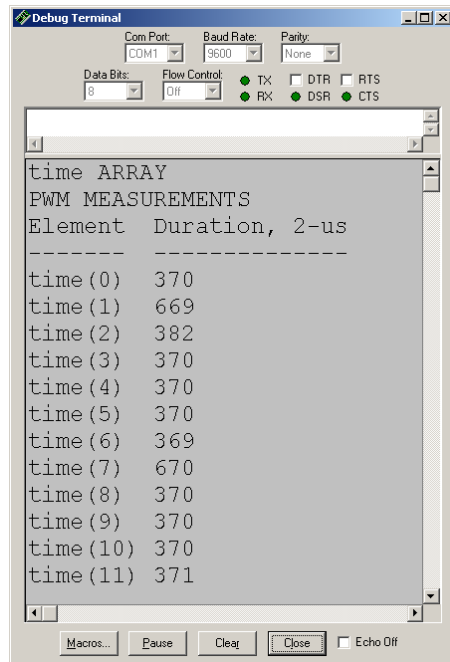 Debug Terminal
Com Port: Baud Rate: Parity:
COM1 9600 None
Data Bits: Flow Control: TX DTR RTS
8 Off RX DSR CTS
time ARRAY
PWM MEASUREMENTS
Element Duration, 2-us
------- --------------
time(0) 370
time(1) 669
time(2) 382
time(3) 370
time(4) 370
time(5) 370
time(6) 369
time(7) 670
time(8) 370
time(9) 370
time(10) 370
time(11) 371
Macros... Pause Clear Close Echo Off